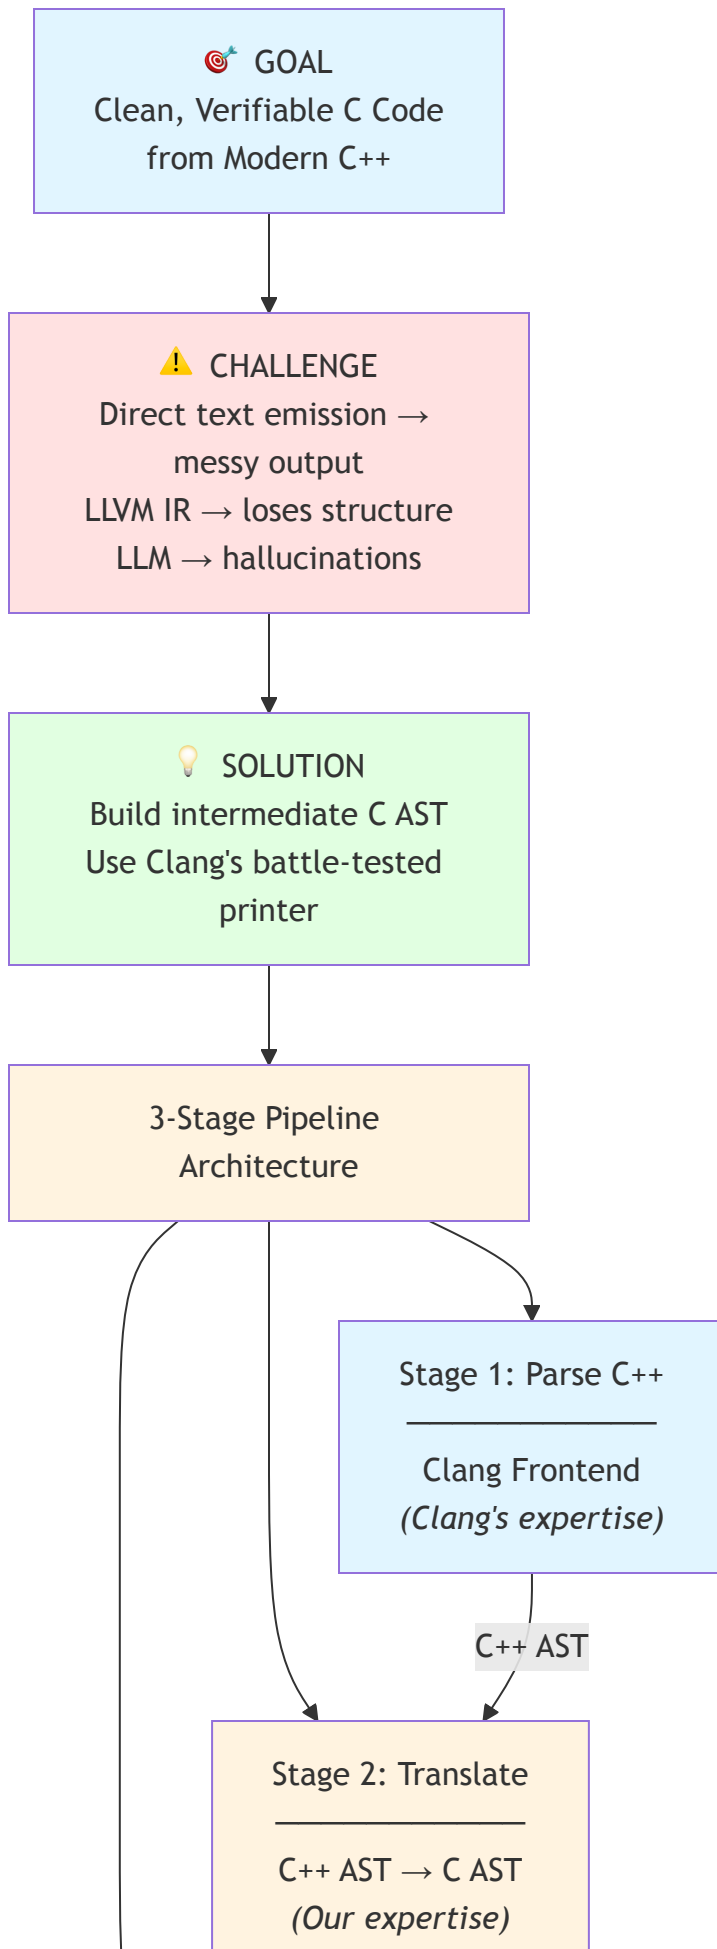 🎯 GOAL
Clean, Verifiable C Code
from Modern C++
⚠️ CHALLENGE
Direct text emission →
messy output
LLVM IR → loses structure
LLM → hallucinations
💡 SOLUTION
Build intermediate C AST
Use Clang's battle-tested
printer
3-Stage Pipeline
Architecture
Stage 1: Parse C++
───────────
Clang Frontend
(Clang's expertise)
C++ AST
Stage 2: Translate
───────────
C++ AST → C AST
(Our expertise)